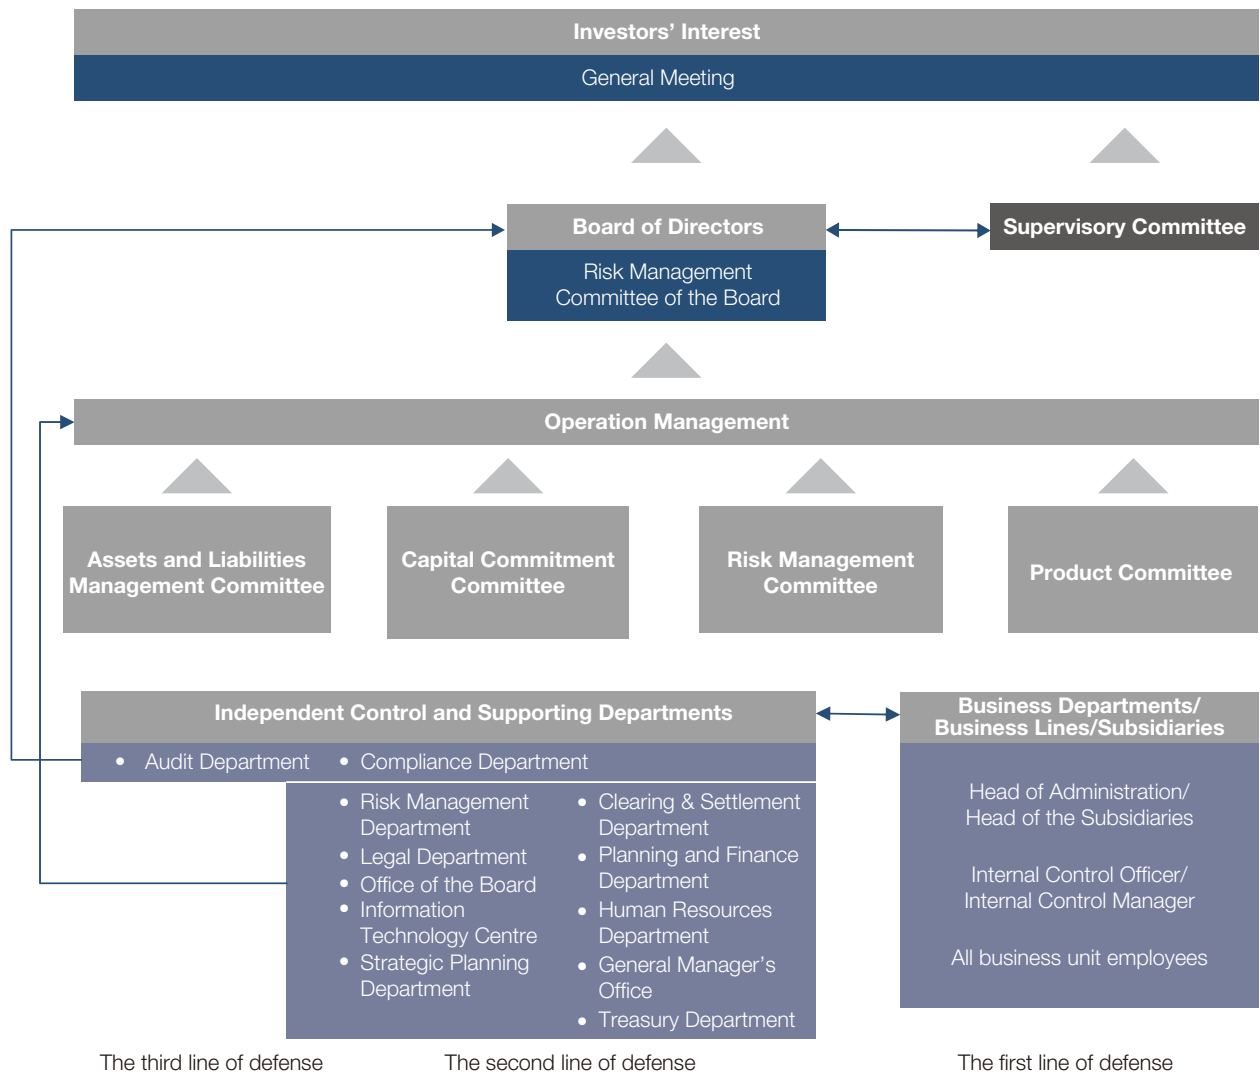 Investors’ Interest
General Meeting
Board of Directors
Risk Management
Committee of the Board
Supervisory Committee
Operation Management
Assets and Liabilities
Management Committee
Capital Commitment
Committee
Risk Management
Committee
Product Committee
Independent Control and Supporting Departments
• Audit Department
• Compliance Department
• Risk Management
Department
• Legal Department
• Office of the Board
• Information
Technology Centre
• Strategic Planning
Department
• Clearing & Settlement
Department
• Planning and Finance
Department
• Human Resources
Department
• General Manager’s
Office
• Treasury Department
Business Departments/
Business Lines/Subsidiaries
Head of Administration/
Head of the Subsidiaries
Internal Control Officer/
Internal Control Manager
All business unit employees
The third line of defense
The second line of defense
The first line of defense